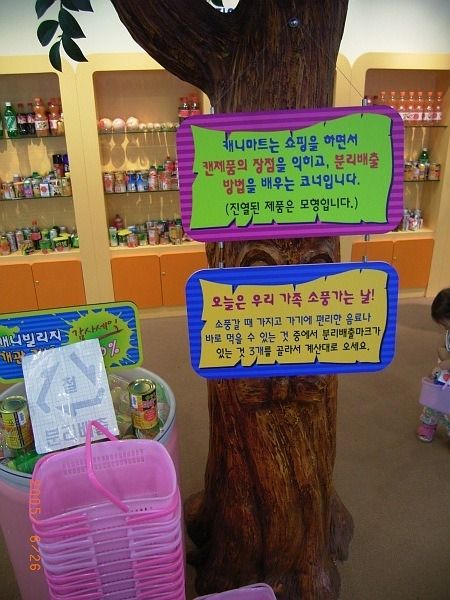 캐니마트는 쇼핑을 하면서
캔제품의 장점을 익히고, 분리배출
방법을 배우는 코너입니다.
(진열된 제품은 모형입니다.)
오늘은 우리 가족 소풍가는 날!
소풍갈 때 가지고 가기에 편리한 음료나
바로 먹을 수 있는 것 중에서 분리배출마크가
있는 것 3개를 골라서 계산대로 오세요.
캐니빌리지
감사세일
%
철
분리배출
2005/ 6/26